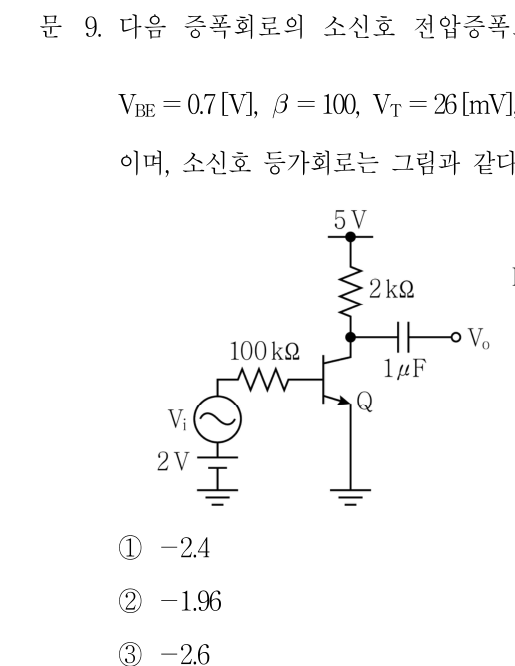 문 9. 다음 증폭회로의 소신호 전압증폭
V_BE = 0.7 [V], β = 100, V_T = 26 [mV],
이며, 소신호 등가회로는 그림과 같다
5 V
2 kΩ
V_o
1 μF
100 kΩ
Q
V_i
2 V
① −2.4
② −1.96
③ −2.6